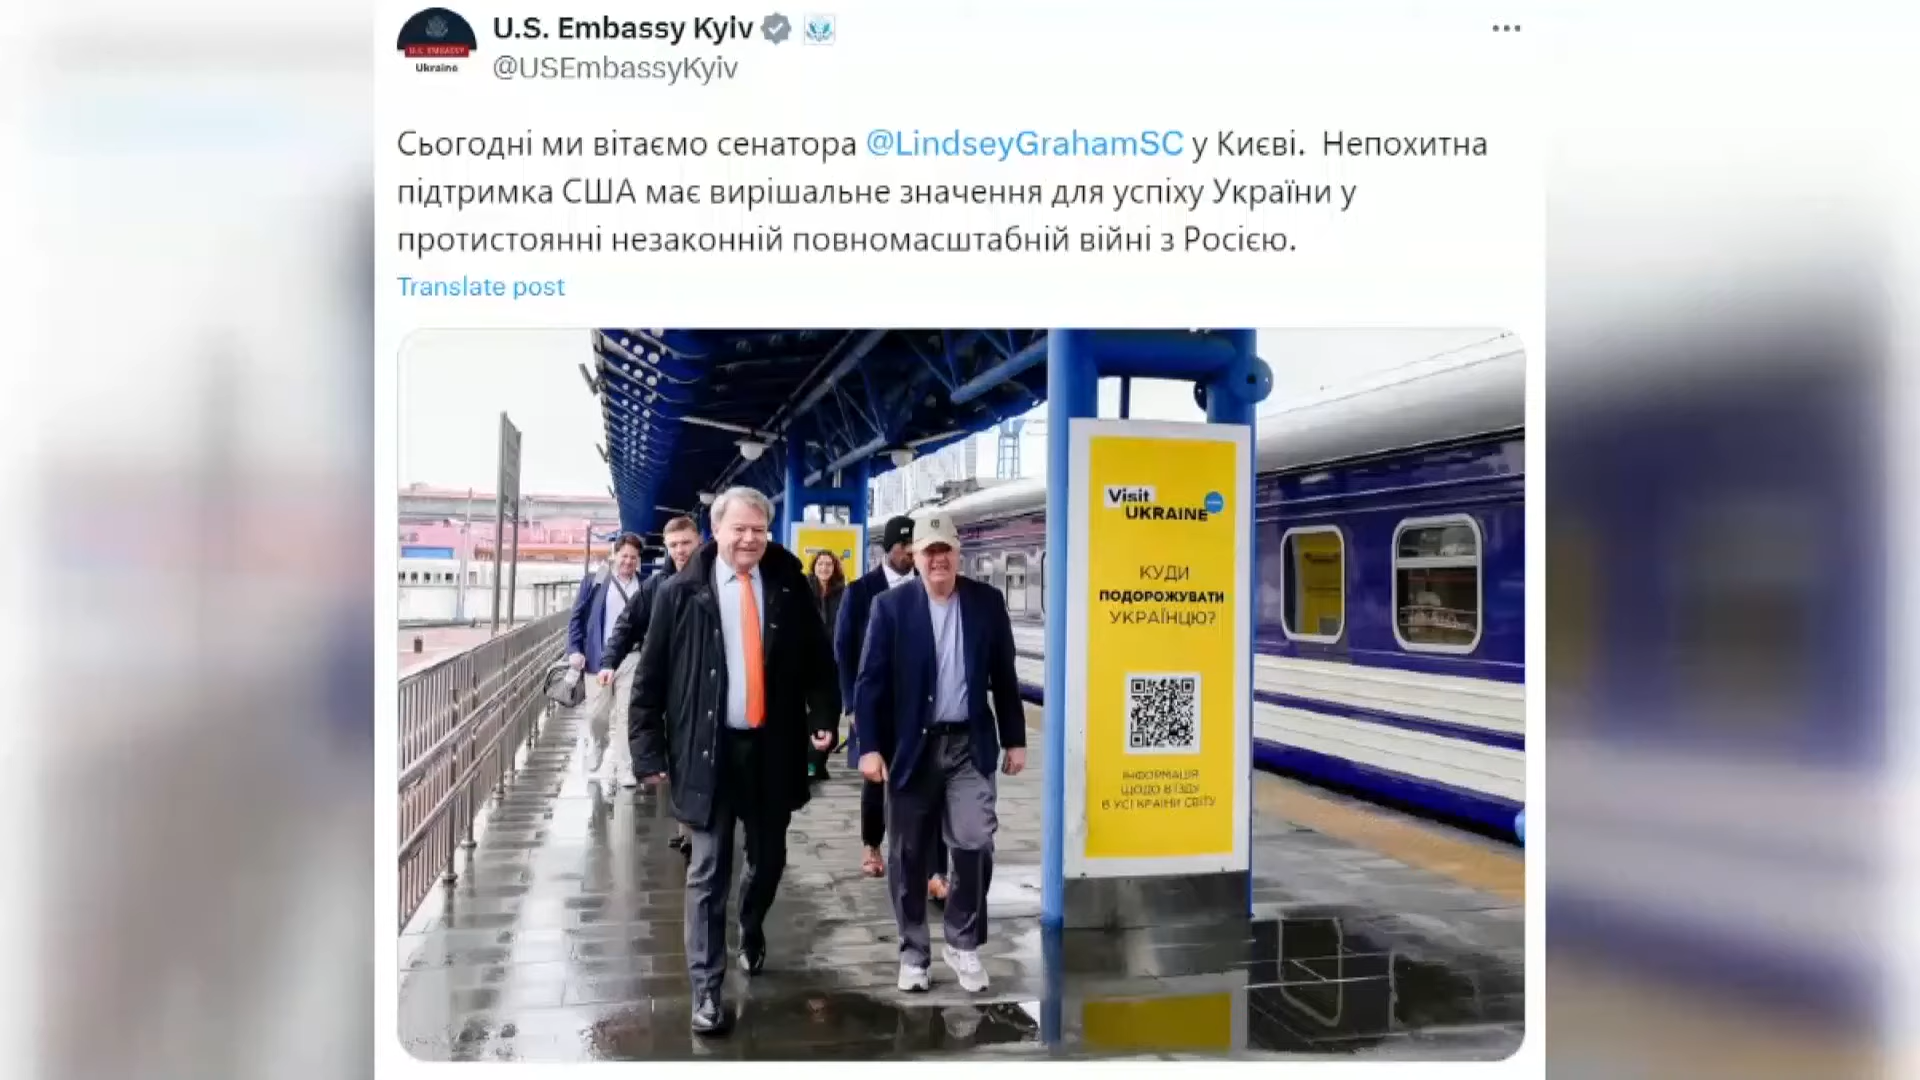 U.S. Embassy Kyiv
@USEmbassyKyiv
U.S. EMBASSY
Ukraine
Сьогодні ми вітаємо сенатора @LindseyGrahamSC у Києві. Непохитна
підтримка США має вирішальне значення для успіху України у
протистоянні незаконній повномасштабній війні з Росією.
Translate post
Visit
UKRAINE
КУДИ
ПОДОРОЖУВАТИ
УКРАЇНЦЮ?
ІНФОРМАЦІЯ
ЩОДО В'ЇЗДУ
В УСІ КРАЇНИ СВІТУ